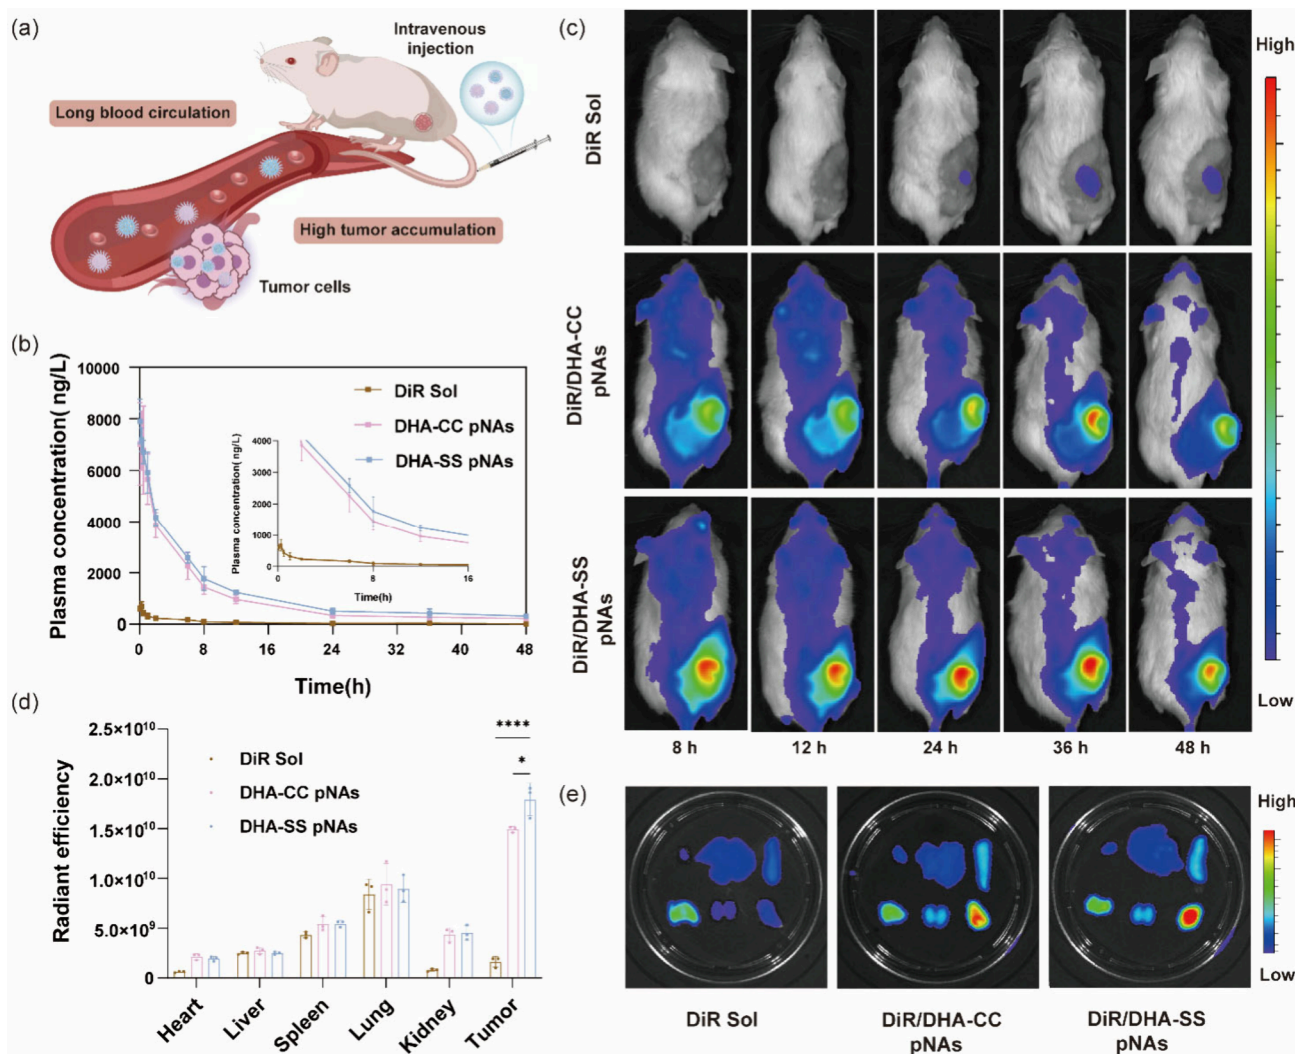 (a)
Intravenous
injection
Long blood circulation
High tumor accumulation
Tumor cells
(b)
Plasma concentration( ng/L)
10000
8000
6000
4000
2000
0
0
8
16
24
32
40
48
Time(h)
DiR Sol
DHA-CC pNAs
DHA-SS pNAs
Plasma concentration( ng/L)
4000
3000
2000
1000
0
0
8
16
Time(h)
(c)
DiR Sol
DiR/DHA-CC
pNAs
DiR/DHA-SS
pNAs
8 h
12 h
24 h
36 h
48 h
High
Low
(d)
Radiant efficiency
2.5×10¹⁰
2.0×10¹⁰
1.5×10¹⁰
1.0×10¹⁰
5.0×10⁹
0
DiR Sol
DHA-CC pNAs
DHA-SS pNAs
****
*
Heart
Liver
Spleen
Lung
Kidney
Tumor
(e)
High
Low
DiR Sol
DiR/DHA-CC
pNAs
DiR/DHA-SS
pNAs